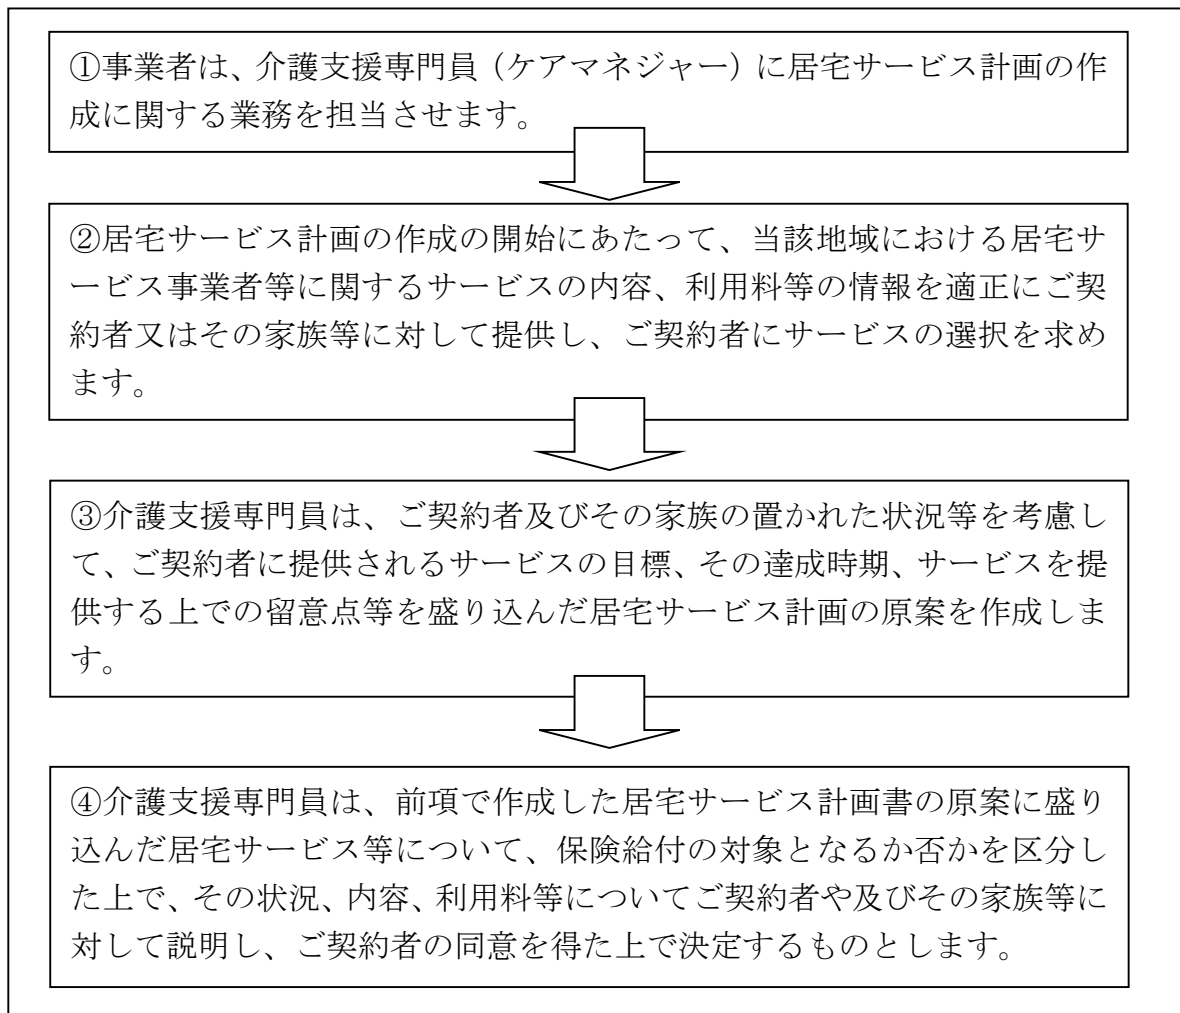 ①事業者は、介護支援専門員（ケアマネジャー）に居宅サービス計画の作
成に関する業務を担当させます。
②居宅サービス計画の作成の開始にあたって、当該地域における居宅サ
ービス事業者等に関するサービスの内容、利用料等の情報を適正にご契
約者又はその家族等に対して提供し、ご契約者にサービスの選択を求め
ます。
③介護支援専門員は、ご契約者及びその家族の置かれた状況等を考慮し
て、ご契約者に提供されるサービスの目標、その達成時期、サービスを提
供する上での留意点等を盛り込んだ居宅サービス計画の原案を作成しま
す。
④介護支援専門員は、前項で作成した居宅サービス計画書の原案に盛り
込んだ居宅サービス等について、保険給付の対象となるか否かを区分し
た上で、その状況、内容、利用料等についてご契約者や及びその家族等に
対して説明し、ご契約者の同意を得た上で決定するものとします。